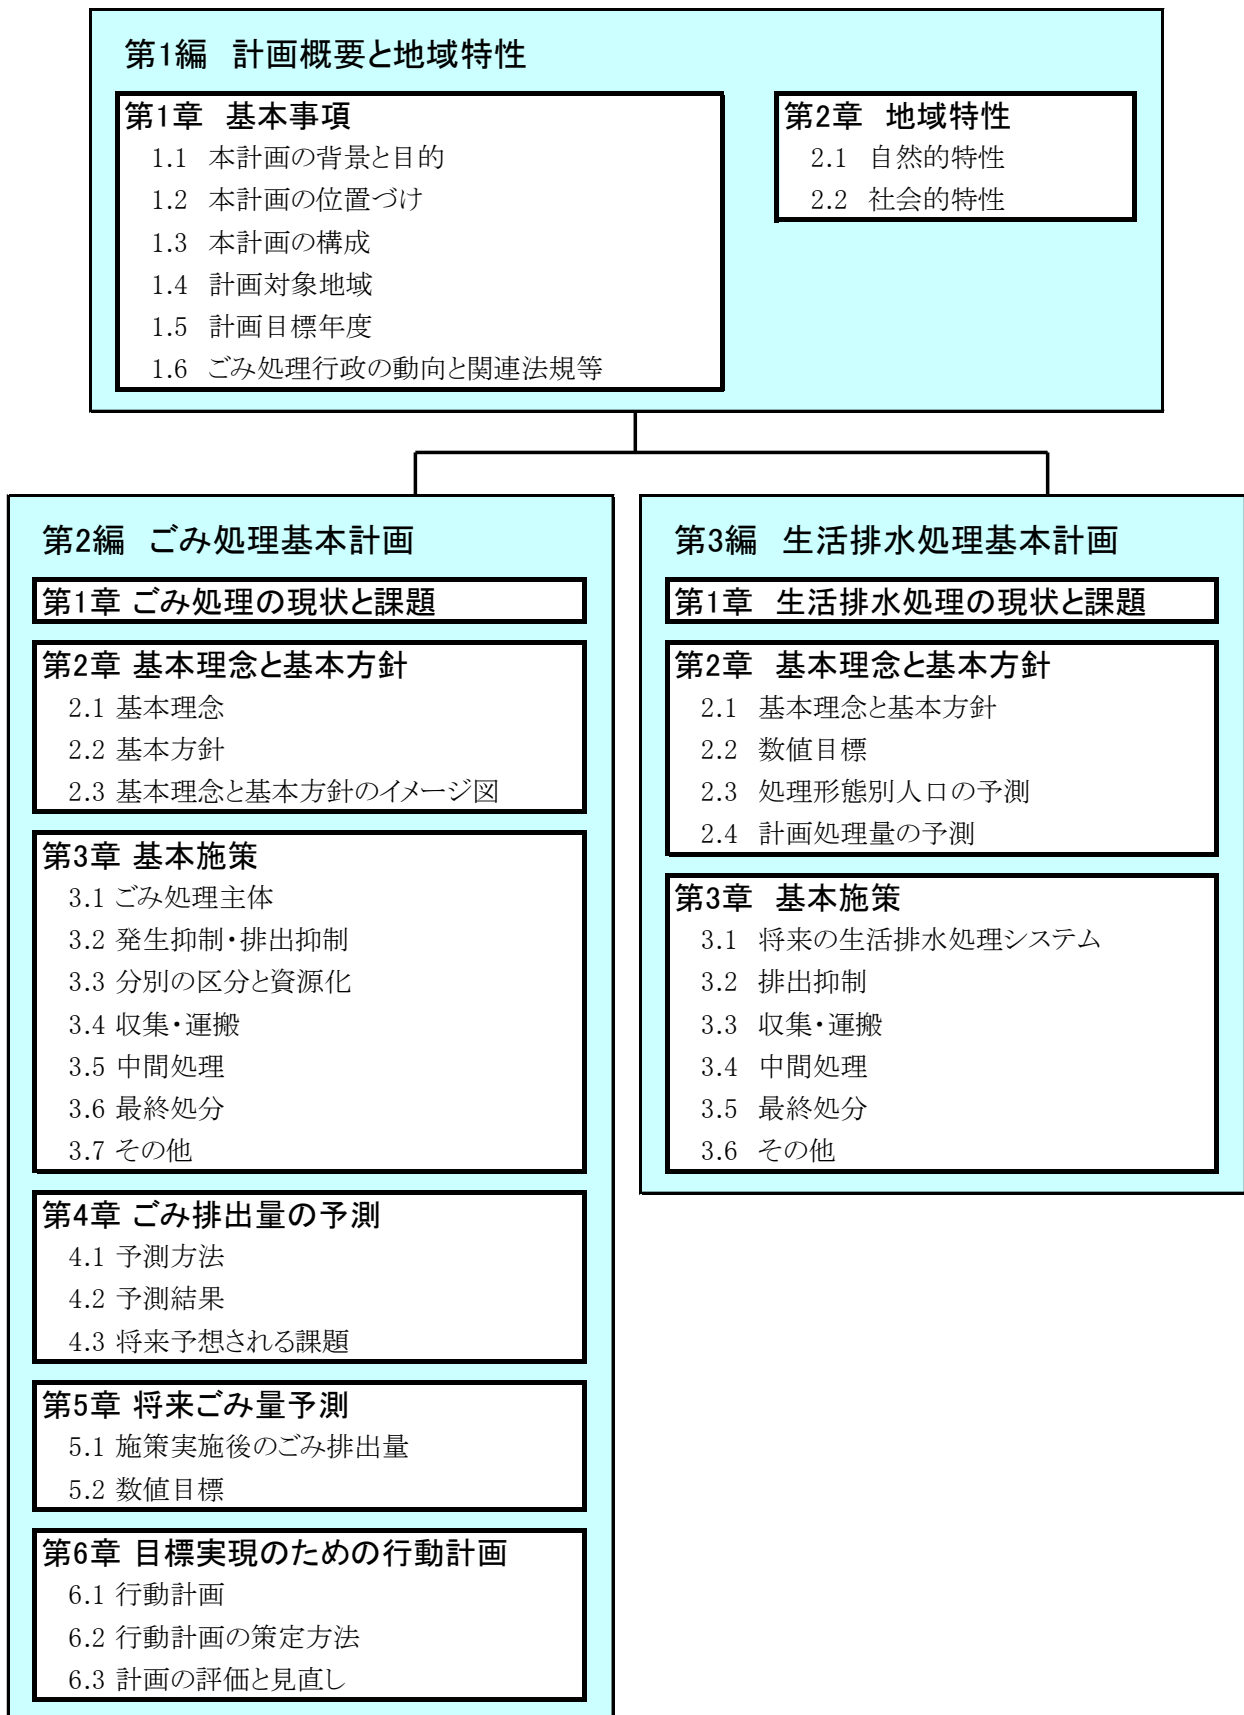 第1編 計画概要と地域特性
第1章 基本事項
1.1 本計画の背景と目的
1.2 本計画の位置づけ
1.3 本計画の構成
1.4 計画対象地域
1.5 計画目標年度
1.6 ごみ処理行政の動向と関連法規等
第2章 地域特性
2.1 自然的特性
2.2 社会的特性
第2編 ごみ処理基本計画
第1章 ごみ処理の現状と課題
第2章 基本理念と基本方針
2.1 基本理念
2.2 基本方針
2.3 基本理念と基本方針のイメージ図
第3章 基本施策
3.1 ごみ処理主体
3.2 発生抑制・排出抑制
3.3 分別の区分と資源化
3.4 収集・運搬
3.5 中間処理
3.6 最終処分
3.7 その他
第4章 ごみ排出量の予測
4.1 予測方法
4.2 予測結果
4.3 将来予想される課題
第5章 将来ごみ量予測
5.1 施策実施後のごみ排出量
5.2 数値目標
第6章 目標実現のための行動計画
6.1 行動計画
6.2 行動計画の策定方法
6.3 計画の評価と見直し
第3編 生活排水処理基本計画
第1章 生活排水処理の現状と課題
第2章 基本理念と基本方針
2.1 基本理念と基本方針
2.2 数値目標
2.3 処理形態別人口の予測
2.4 計画処理量の予測
第3章 基本施策
3.1 将来の生活排水処理システム
3.2 排出抑制
3.3 収集・運搬
3.4 中間処理
3.5 最終処分
3.6 その他